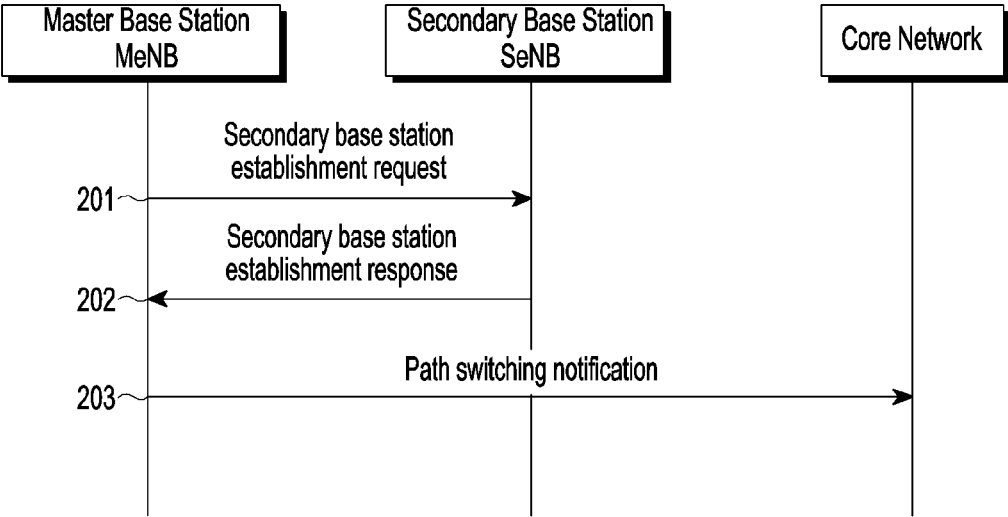 Master Base Station
MeNB
Secondary Base Station
SeNB
Core Network
Secondary base station
establishment request
201
Secondary base station
establishment response
202
Path switching notification
203